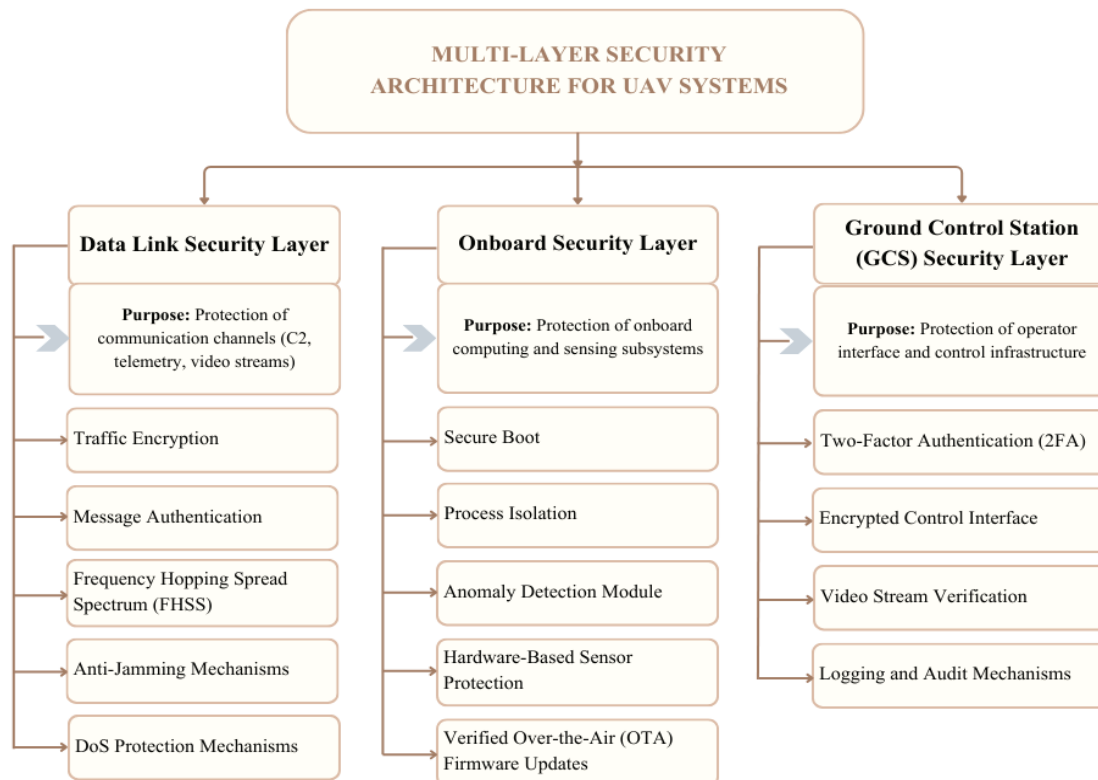 MULTI-LAYER SECURITY
ARCHITECTURE FOR UAV SYSTEMS
Data Link Security Layer
Purpose: Protection of
communication channels (C2,
telemetry, video streams)
Traffic Encryption
Message Authentication
Frequency Hopping Spread
Spectrum (FHSS)
Anti-Jamming Mechanisms
DoS Protection Mechanisms
Onboard Security Layer
Purpose: Protection of onboard
computing and sensing subsystems
Secure Boot
Process Isolation
Anomaly Detection Module
Hardware-Based Sensor
Protection
Verified Over-the-Air (OTA)
Firmware Updates
Ground Control Station
(GCS) Security Layer
Purpose: Protection of operator
interface and control infrastructure
Two-Factor Authentication (2FA)
Encrypted Control Interface
Video Stream Verification
Logging and Audit Mechanisms